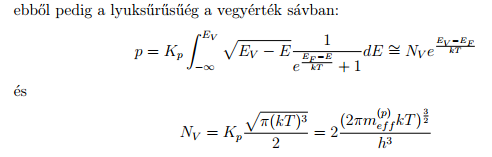 ebből pedig a lyuksűrűsűég a vegyérték sávban:
p = K_p \int_{-\infty}^{E_V} \sqrt{E_V - E} \frac{1}{e^{\frac{E_F - E}{kT}} + 1} dE \cong N_V e^{\frac{E_V - E_F}{kT}}
és
N_V = K_p \frac{\sqrt{\pi(kT)^3}}{2} = 2 \frac{(2\pi m_{eff}^{(p)} kT)^{\frac{3}{2}}}{h^3}